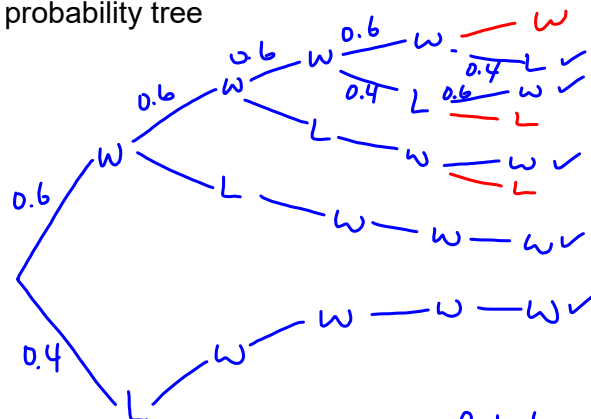 probability tree
0.6 W
0.6 W
0.6 W 0.4 L ✓
0.6 W 0.4 L 0.6 W ✓
L
0.6 W L W W ✓
L
L W W W ✓
0.4 L W W W W ✓